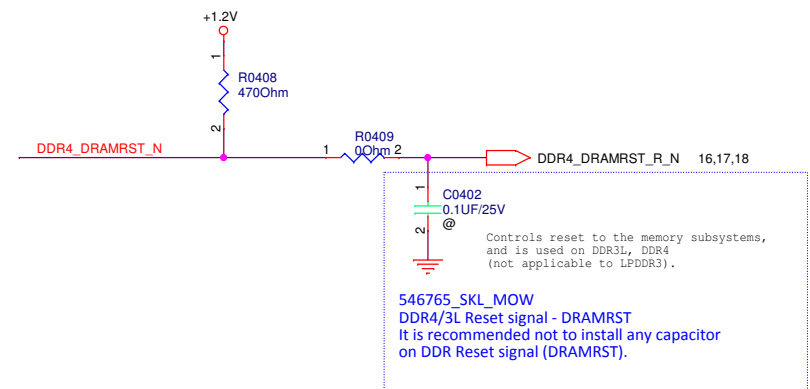 +1.2V
1
R0408
470Ohm
2
DDR4_DRAMRST_N
R0409
1 0Ohm 2
DDR4_DRAMRST_R_N 16,17,18
1
C0402
0.1UF/25V
@
2
Controls reset to the memory subsystems,
and is used on DDR3L, DDR4
(not applicable to LPDDR3).
546765_SKL_MOW
DDR4/3L Reset signal - DRAMRST
It is recommended not to install any capacitor
on DDR Reset signal (DRAMRST).